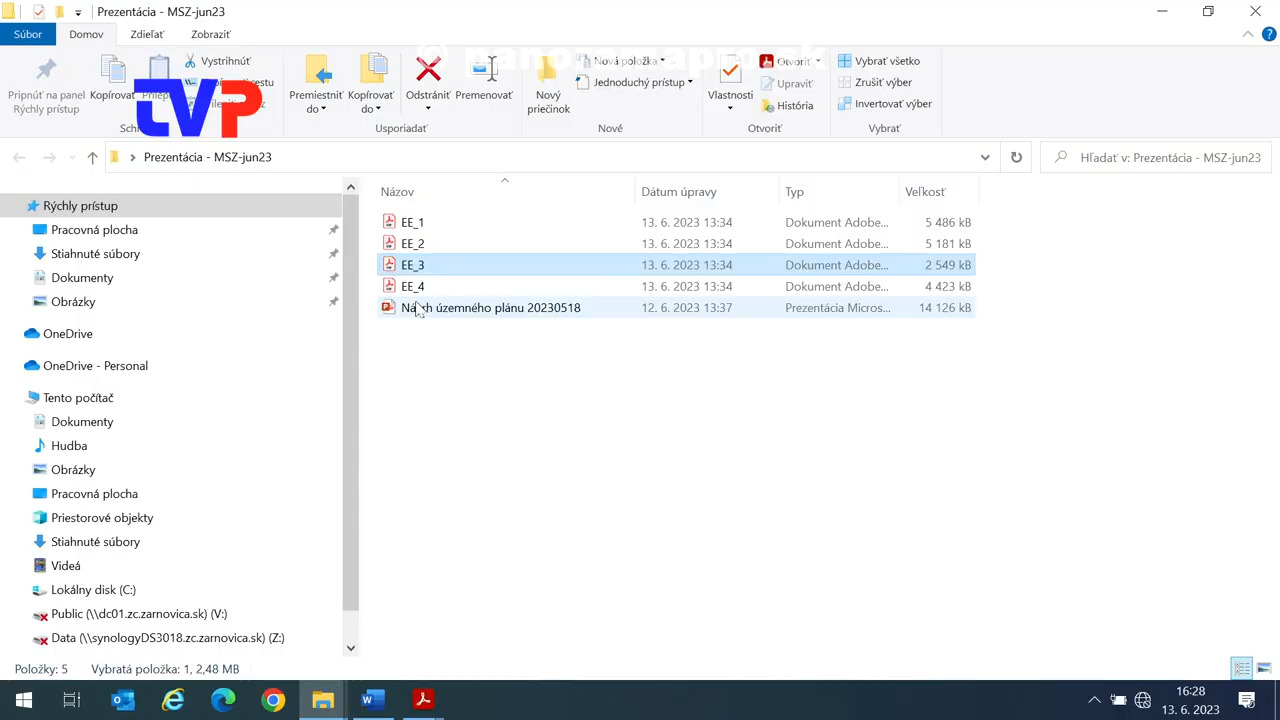 Prezentácia - MSZ-jun23
Súbor Domov Zdieľať Zobraziť
© panoramapro.sk
Pripnúť na panel Rýchly prístup
Kopírovať
Vystrihnúť
TVP
Premiestniť do
Kopírovať do
Odstrániť
Premenovať
Usporiadať
Nový priečinok
Nová položka
Jednoduchý prístup
Nové
Vlastnosti
Otvoriť
Upraviť
História
Otvoriť
Vybrať všetko
Zrušiť výber
Invertovať výber
Vybrať
Prezentácia - MSZ-jun23
Hľadať v: Prezentácia - MSZ-jun23
Rýchly prístup
Pracovná plocha
Stiahnuté súbory
Dokumenty
Obrázky
OneDrive
OneDrive - Personal
Tento počítač
Dokumenty
Hudba
Obrázky
Pracovná plocha
Priestorové objekty
Stiahnuté súbory
Videá
Lokálny disk (C:)
Public (\\dc01.zc.zarnovica.sk) (V:)
Data (\\synologyDS3018.zc.zarnovica.sk) (Z:)
Názov Dátum úpravy Typ Veľkosť
EE_1 13. 6. 2023 13:34 Dokument Adobe... 5 486 kB
EE_2 13. 6. 2023 13:34 Dokument Adobe... 5 181 kB
EE_3 13. 6. 2023 13:34 Dokument Adobe... 2 549 kB
EE_4 13. 6. 2023 13:34 Dokument Adobe... 4 423 kB
územného plánu 20230518 12. 6. 2023 13:37 Prezentácia Micros... 14 126 kB
Položky: 5 Vybratá položka: 1, 2,48 MB
16:28
13. 6. 2023